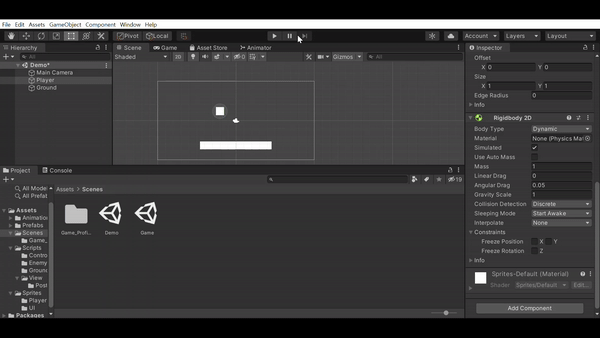 File Edit Assets GameObject Component Window Help
Pivot Local Account Layers Layout
Hierarchy Scene Game Asset Store Animator Inspector
All Shaded 2D 0 Gizmos All
Demo*
Main Camera
Player
Ground
Offset
X 0 Y 0
Size
X 1 Y 1
Edge Radius 0
Info
Rigidbody 2D
Body Type Dynamic
Material None (Physics Mat
Simulated
Use Auto Mass
Mass 1
Linear Drag 0
Angular Drag 0.05
Gravity Scale 1
Collision Detection Discrete
Sleeping Mode Start Awake
Interpolate None
Constraints
Freeze Position X Y
Freeze Rotation Z
Info
Sprites-Default (Material)
Shader Sprites/Default Edit...
Add Component
Project Console
19
All Model
All Prefat
Assets
Animation
Prefabs
Scenes
Game_
Scripts
Contro
Enemy
Groun
View
Post
Sprites
Player
UI
Packages
Assets > Scenes
Game_Profi...
Demo
Game